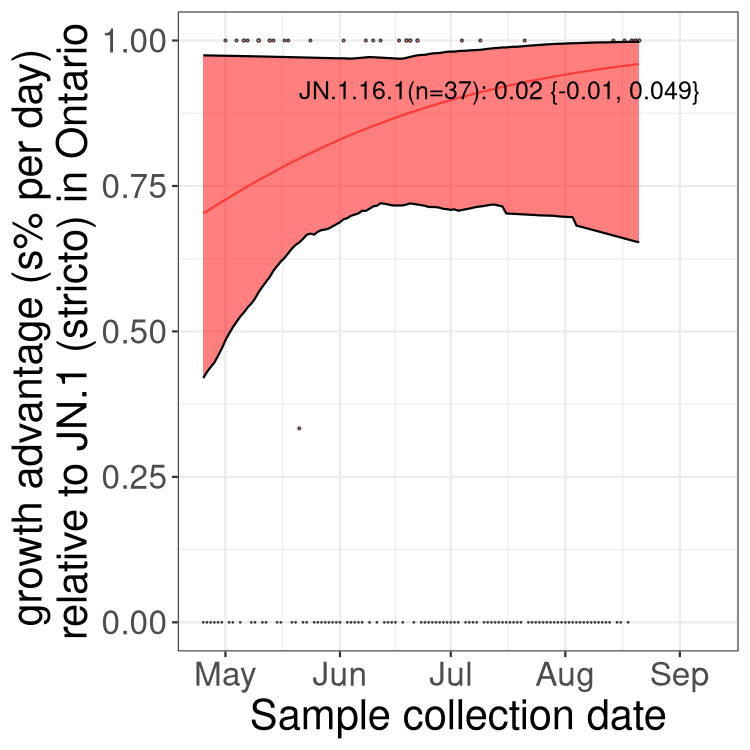 growth advantage (s% per day)
relative to JN.1 (stricto) in Ontario
1.00
0.75
0.50
0.25
0.00
JN.1.16.1(n=37): 0.02 {-0.01, 0.049}
May Jun Jul Aug Sep
Sample collection date